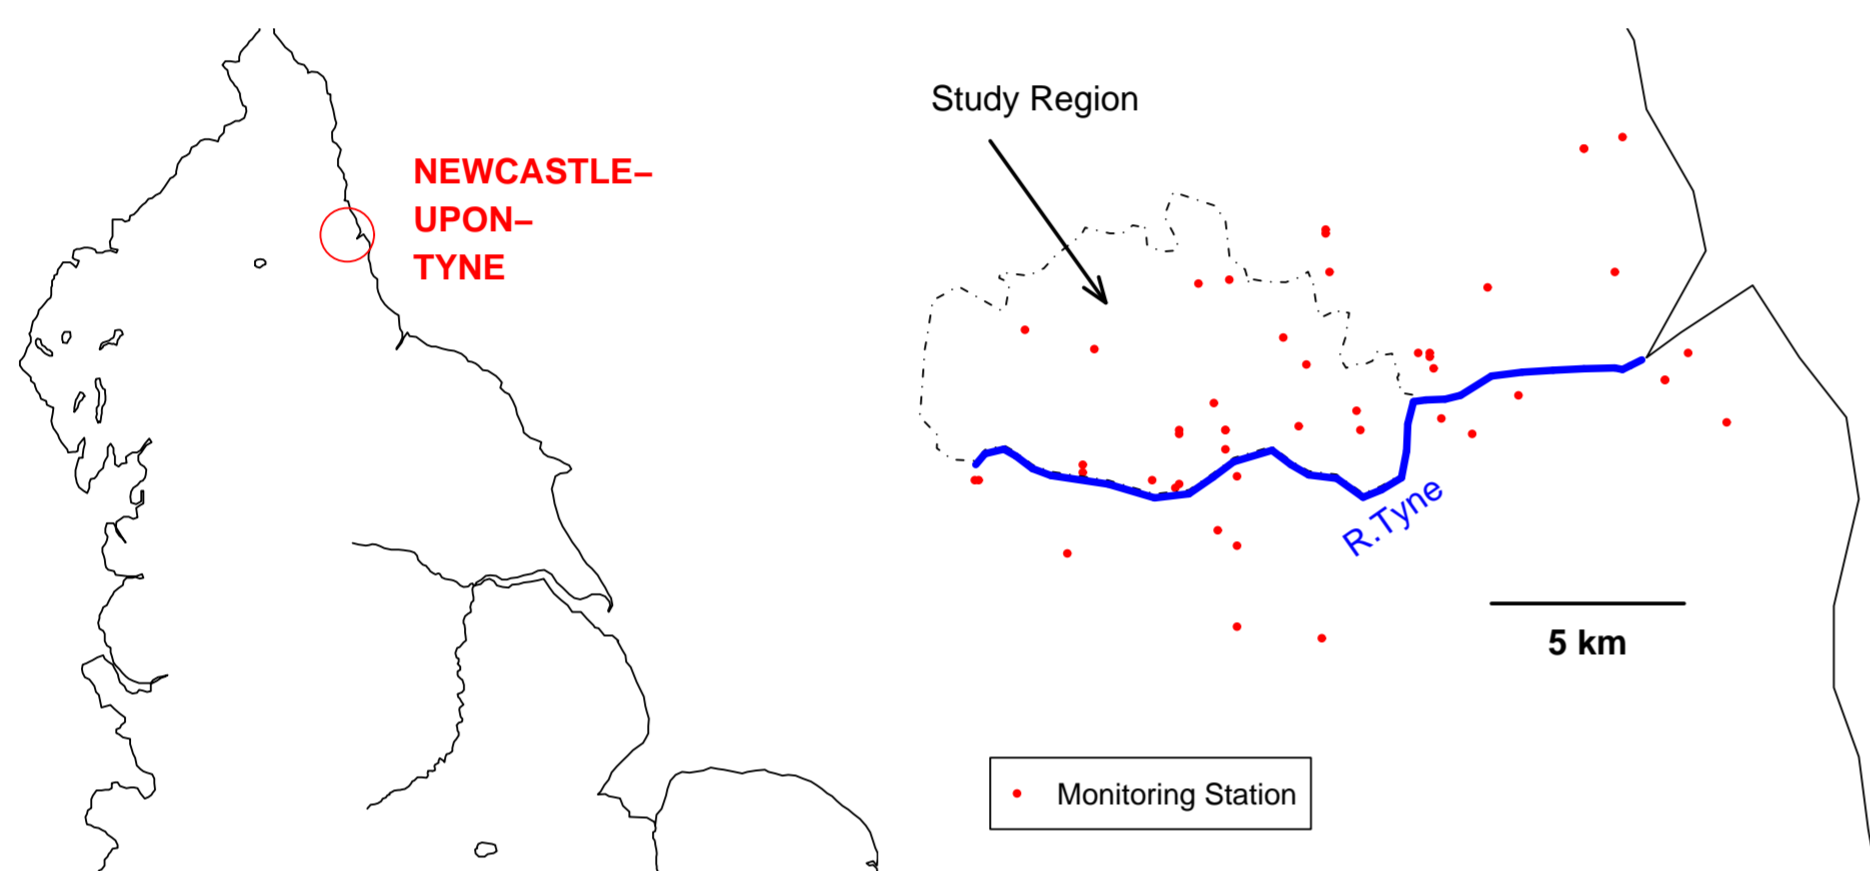 NEWCASTLE–
UPON–
TYNE
Study Region
R.Tyne
5 km
Monitoring Station